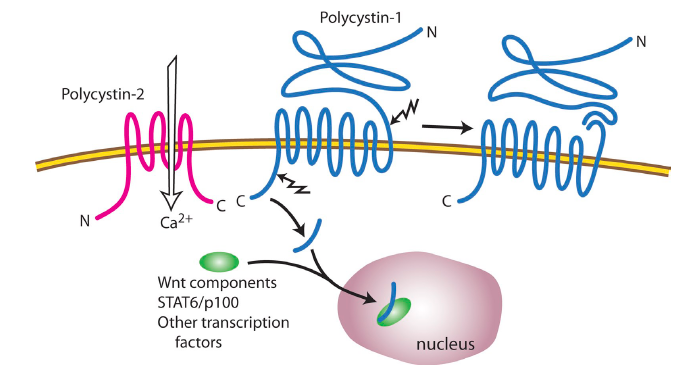 Polycystin-1
N
N
Polycystin-2
N
C
Ca2+
C
C
Wnt components
STAT6/p100
Other transcription
factors
nucleus